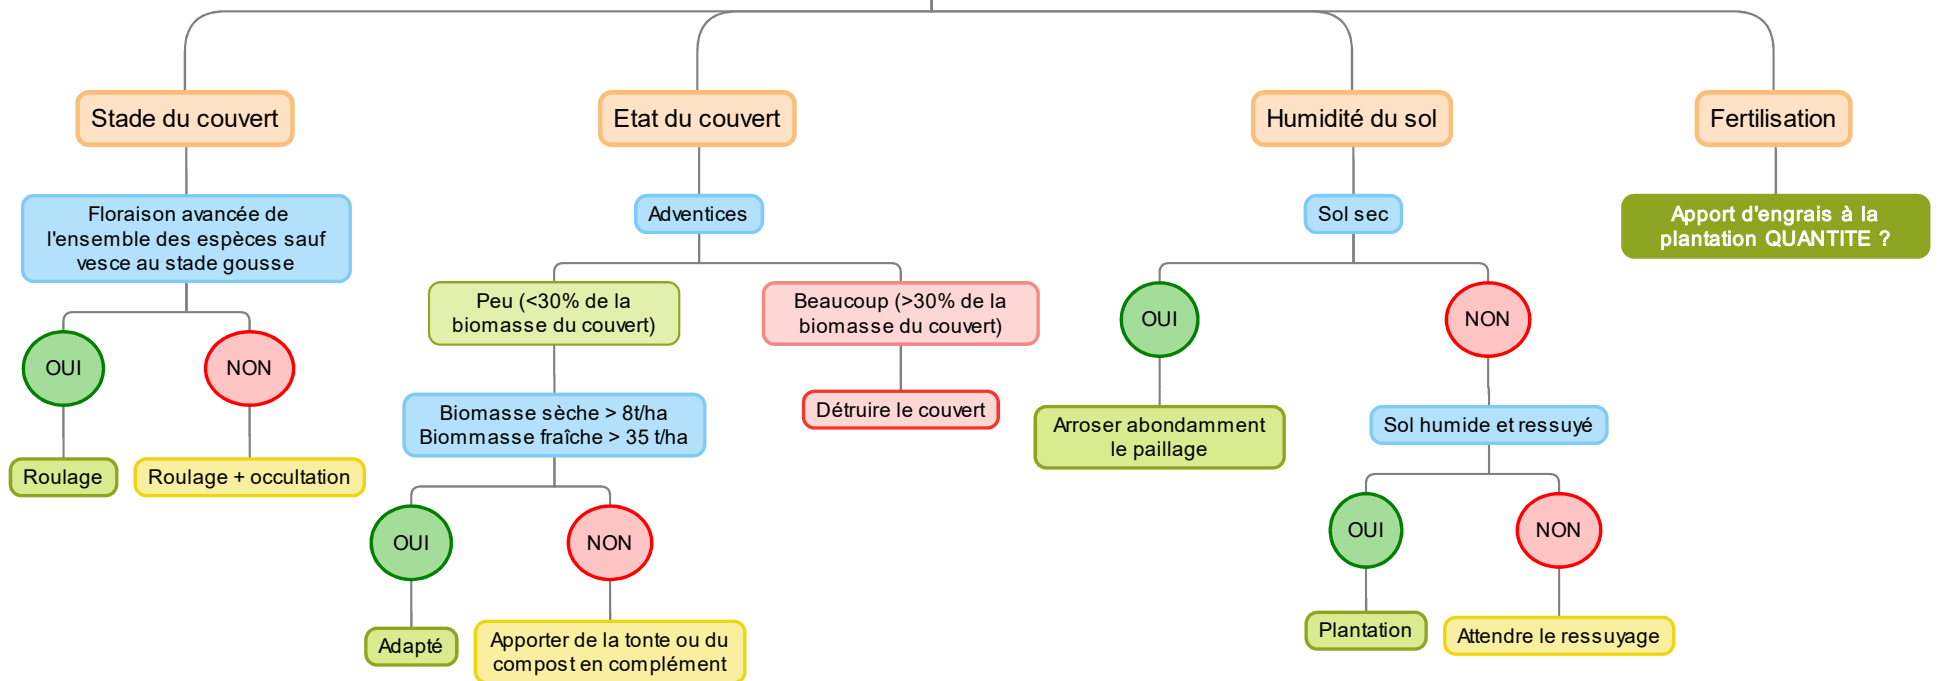 Stade du couvert
Etat du couvert
Humidité du sol
Fertilisation
Floraison avancée de
l'ensemble des espèces sauf
vesce au stade gousse
Adventices
Sol sec
Apport d'engrais à la
plantation QUANTITE ?
Peu (<30% de la
biomasse du couvert)
Beaucoup (>30% de la
biomasse du couvert)
OUI
NON
OUI
NON
Biomasse sèche > 8t/ha
Biommasse fraîche > 35 t/ha
Détruire le couvert
Arroser abondamment
le paillage
Sol humide et ressuyé
Roulage
Roulage + occultation
OUI
NON
OUI
NON
Adapté
Apporter de la tonte ou du
compost en complément
Plantation
Attendre le ressuyage